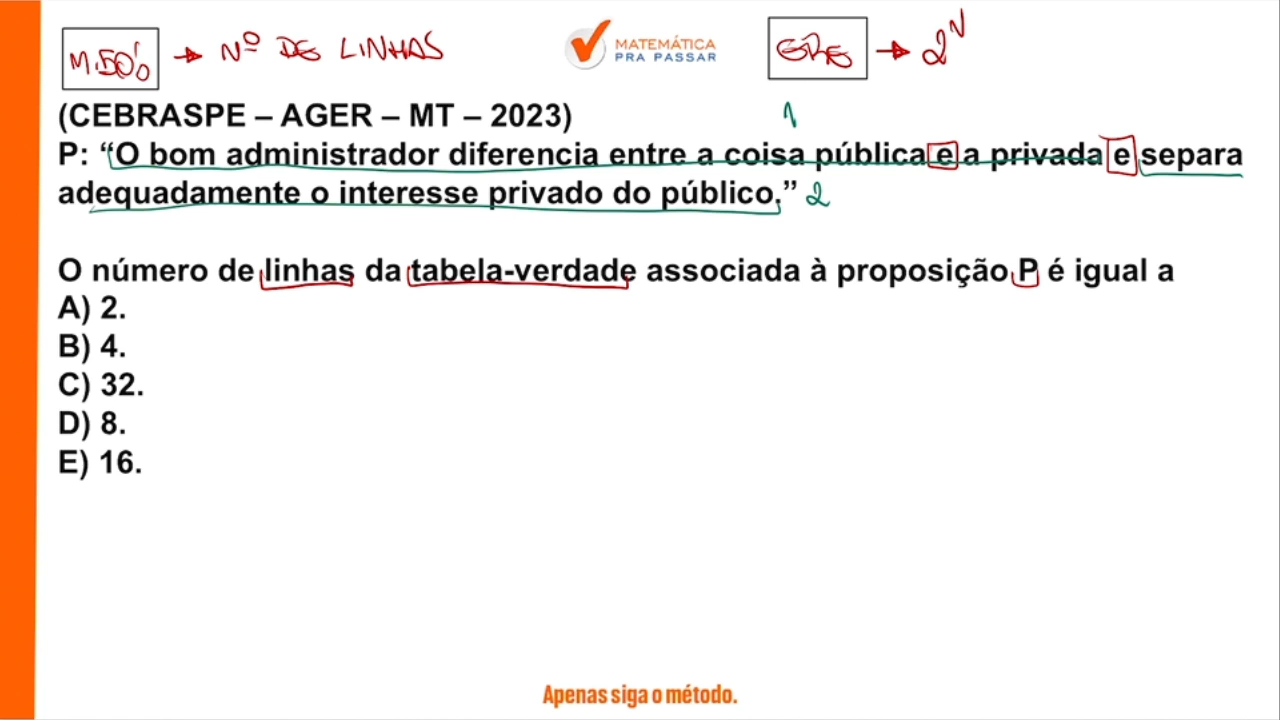 M.50% → Nº DE LINHAS
MATEMÁTICA
PRA PASSAR
→ 2^N
(CEBRASPE – AGER – MT – 2023)
1
P: “O bom administrador diferencia entre a coisa pública e a privada e separa
adequadamente o interesse privado do público.” 2
O número de linhas da tabela-verdade associada à proposição P é igual a
A) 2.
B) 4.
C) 32.
D) 8.
E) 16.
Apenas siga o método.